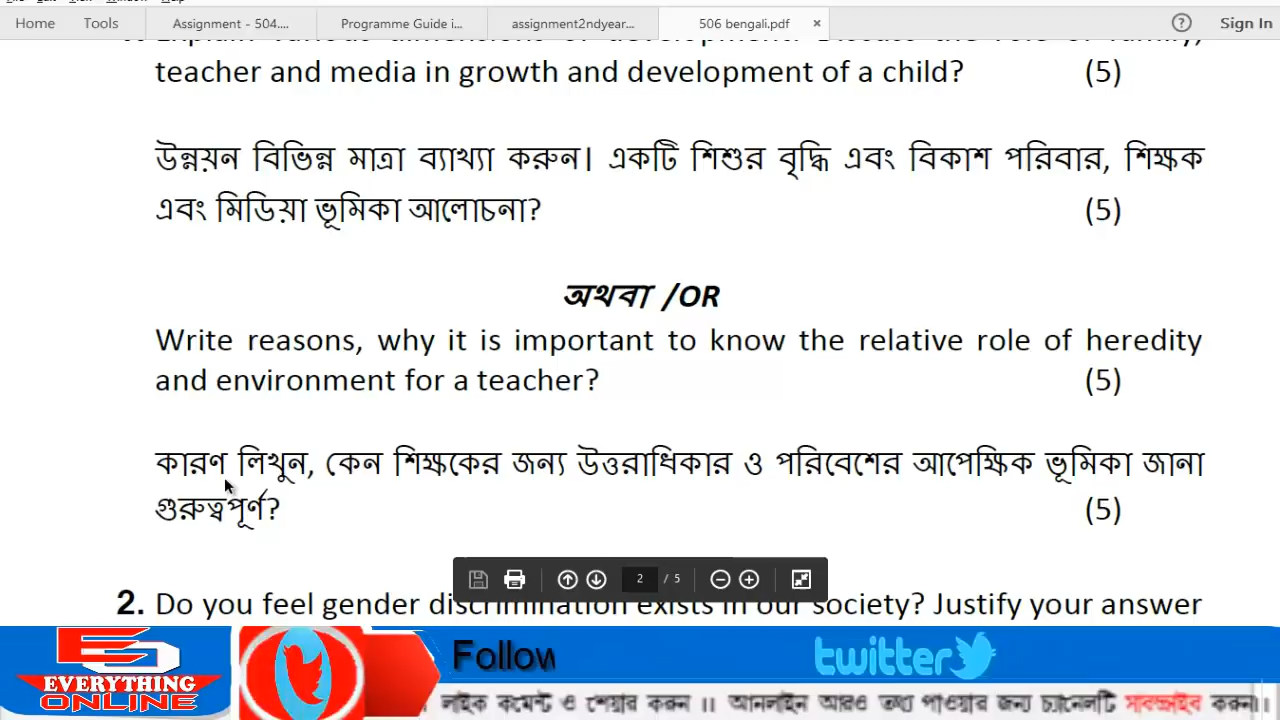 Home Tools Assignment - 504.... Programme Guide i... assignment2ndyear... 506 bengali.pdf × ? Sign In
teacher and media in growth and development of a child? (5)
উন্নয়ন বিভিন্ন মাত্রা ব্যাখ্যা করুন। একটি শিশুর বৃদ্ধি এবং বিকাশ পরিবার, শিক্ষক
এবং মিডিয়া ভূমিকা আলোচনা? (5)
অথবা /OR
Write reasons, why it is important to know the relative role of heredity
and environment for a teacher? (5)
কারণ লিখুন, কেন শিক্ষকের জন্য উত্তরাধিকার ও পরিবেশের আপেক্ষিক ভূমিকা জানা
গুরুত্বপূর্ণ? (5)
2 / 5
2. Do you feel gender discrimination exists in our society? Justify your answer
ES
EVERYTHING
ONLINE
Follow
twitter
লাইক কমেন্ট ও শেয়ার করুন ।। আনলাইন আরও তথ্য পাওয়ার জন্য চ্যানেলটি সাবস্ক্রাইব করুন।।